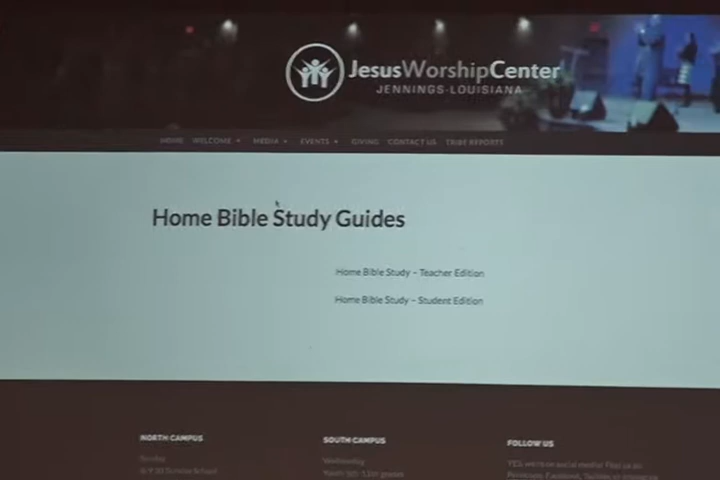 JesusWorshipCenter
JENNINGS-LOUISIANA
HOME WELCOME MEDIA EVENTS GIVING CONTACT US TRIBE REPORTS
Home Bible Study Guides
Home Bible Study – Teacher Edition
Home Bible Study – Student Edition
NORTH CAMPUS SOUTH CAMPUS FOLLOW US
Sunday Wednesday